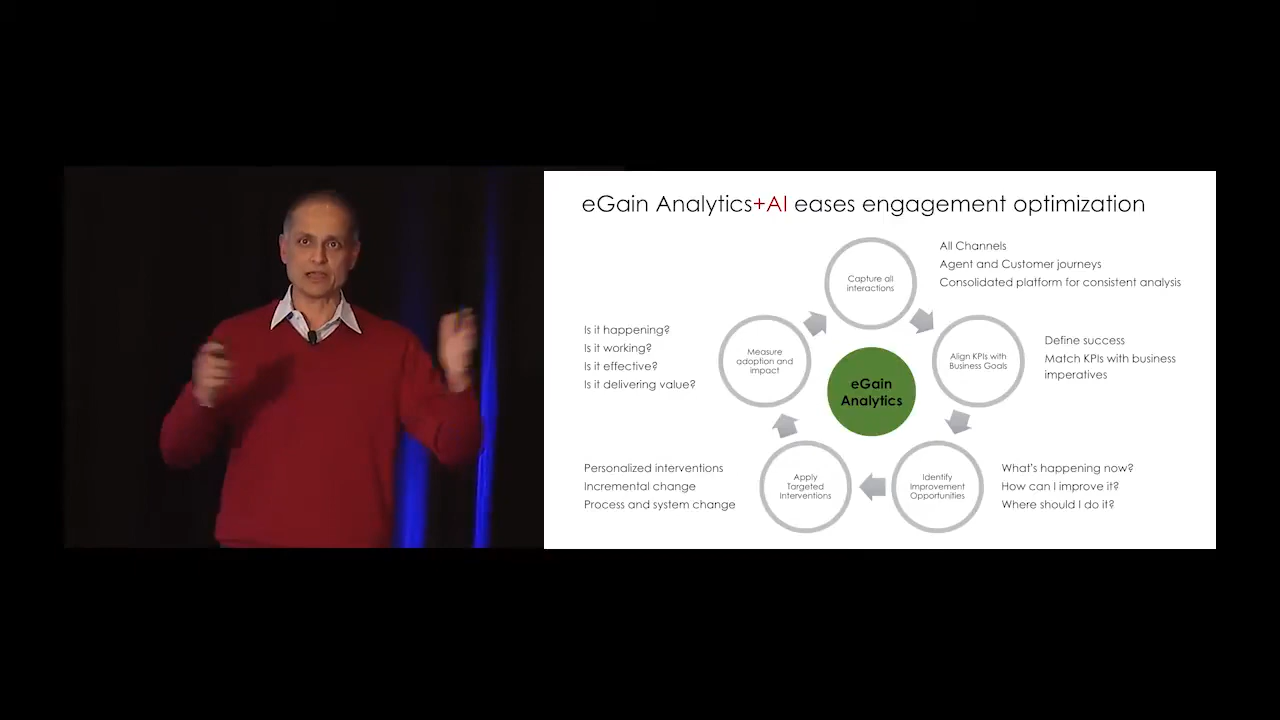 eGain Analytics+AI eases engagement optimization
Capture all
interactions
All Channels
Agent and Customer journeys
Consolidated platform for consistent analysis
Align KPIs with
Business Goals
Define success
Match KPIs with business
imperatives
Identify
Improvement
Opportunities
What's happening now?
How can I improve it?
Where should I do it?
Apply
Targeted
Interventions
Personalized interventions
Incremental change
Process and system change
Measure
adoption and
impact
Is it happening?
Is it working?
Is it effective?
Is it delivering value?
eGain
Analytics